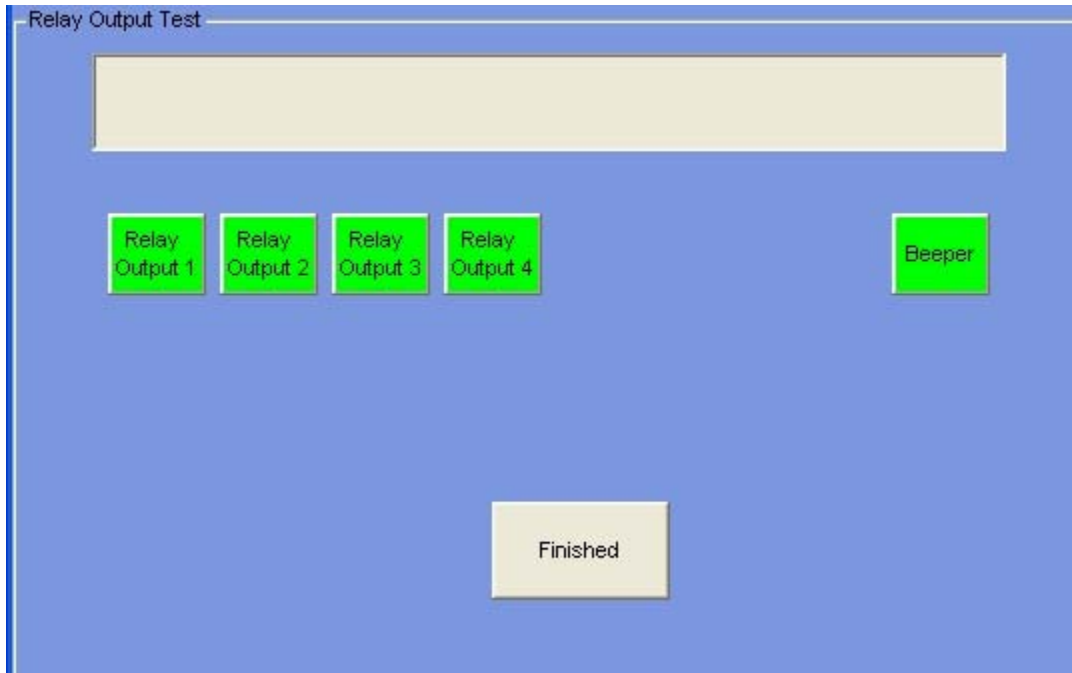 Relay Output Test
Relay
Output 1
Relay
Output 2
Relay
Output 3
Relay
Output 4
Beeper
Finished